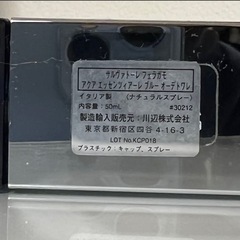 サルヴァトーレ フェラガモ
アクア エッセンツィアーレ ブルー オーデトワレ
イタリア製 (ナチュラルスプレー)
内容量:50mL #30212
製造輸入販売元:川辺株式会社
東京都新宿区四谷4-16-3
LOT No.KCP018
プラスチック:キャップ、スプレー